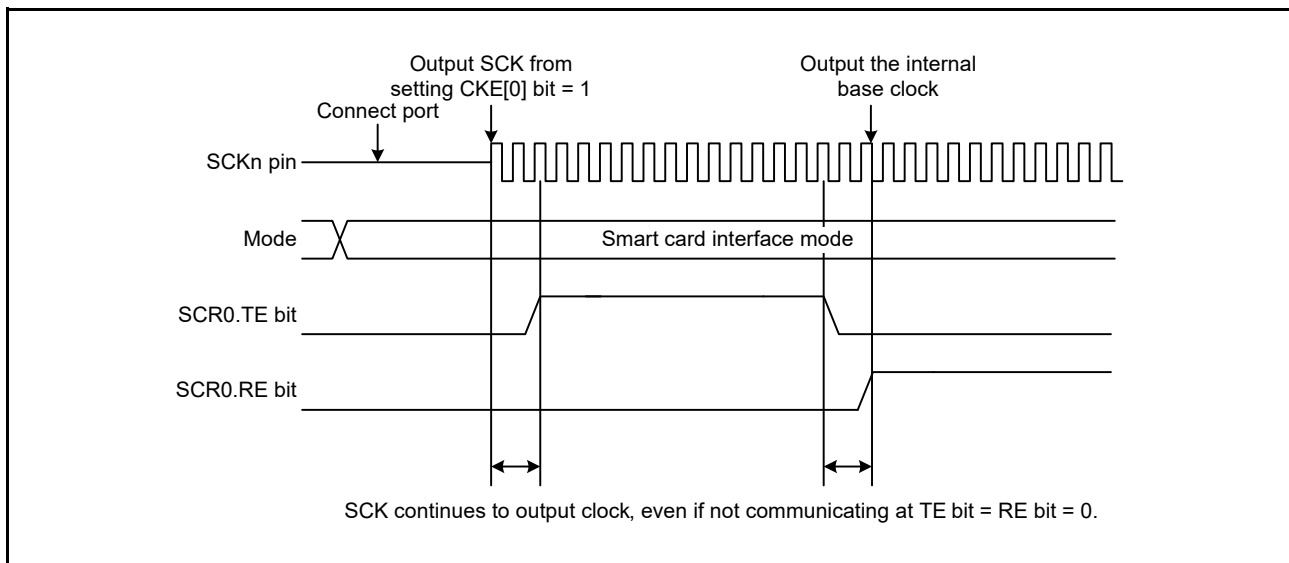 Output SCK from
setting CKE[0] bit = 1
Output the internal
base clock
Connect port
SCKn pin
Mode
Smart card interface mode
SCR0.TE bit
SCR0.RE bit
SCK continues to output clock, even if not communicating at TE bit = RE bit = 0.